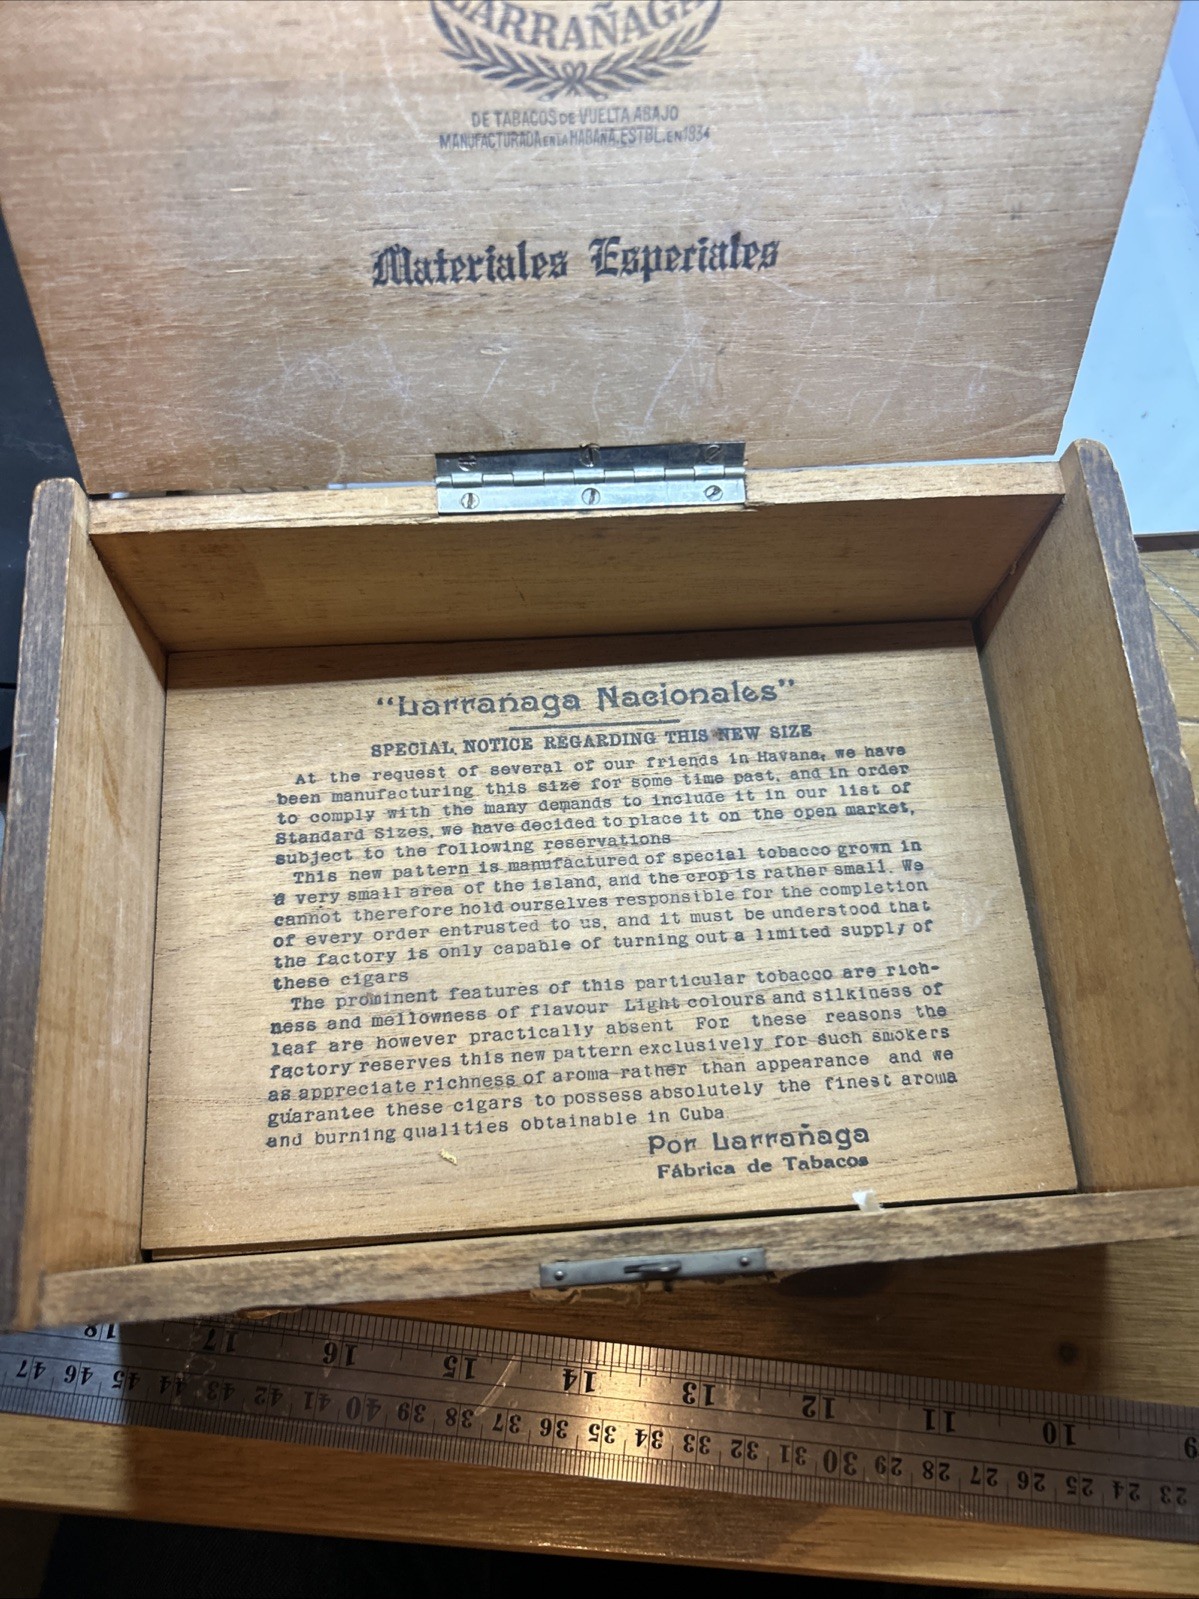 LARRAÑAGA
DE TABACOS DE VUELTA ABAJO
MANUFACTURADA EN LA HABANA, ESTBL. EN 1834
Materiales Especiales
"Larrañaga Nacionales"
SPECIAL NOTICE REGARDING THIS NEW SIZE
At the request of several of our friends in Havana, we have
been manufacturing this size for some time past, and in order
to comply with the many demands to include it in our list of
Standard Sizes, we have decided to place it on the open market,
subject to the following reservations
This new pattern is manufactured of special tobacco grown in
a very small area of the island, and the crop is rather small. We
cannot therefore hold ourselves responsible for the completion
of every order entrusted to us, and it must be understood that
the factory is only capable of turning out a limited supply of
these cigars
The prominent features of this particular tobacco are rich-
ness and mellowness of flavour Light colours and silkiness of
leaf are however practically absent For these reasons the
factory reserves this new pattern exclusively for such smokers
as appreciate richness of aroma rather than appearance and we
guarantee these cigars to possess absolutely the finest aroma
and burning qualities obtainable in Cuba
Por Larrañaga
Fábrica de Tabacos
18 17 16 15 14 13 12 11 10 9
47 46 45 44 43 42 41 40 39 38 37 36 35 34 33 32 31 30 29 28 27 26 25 24 23